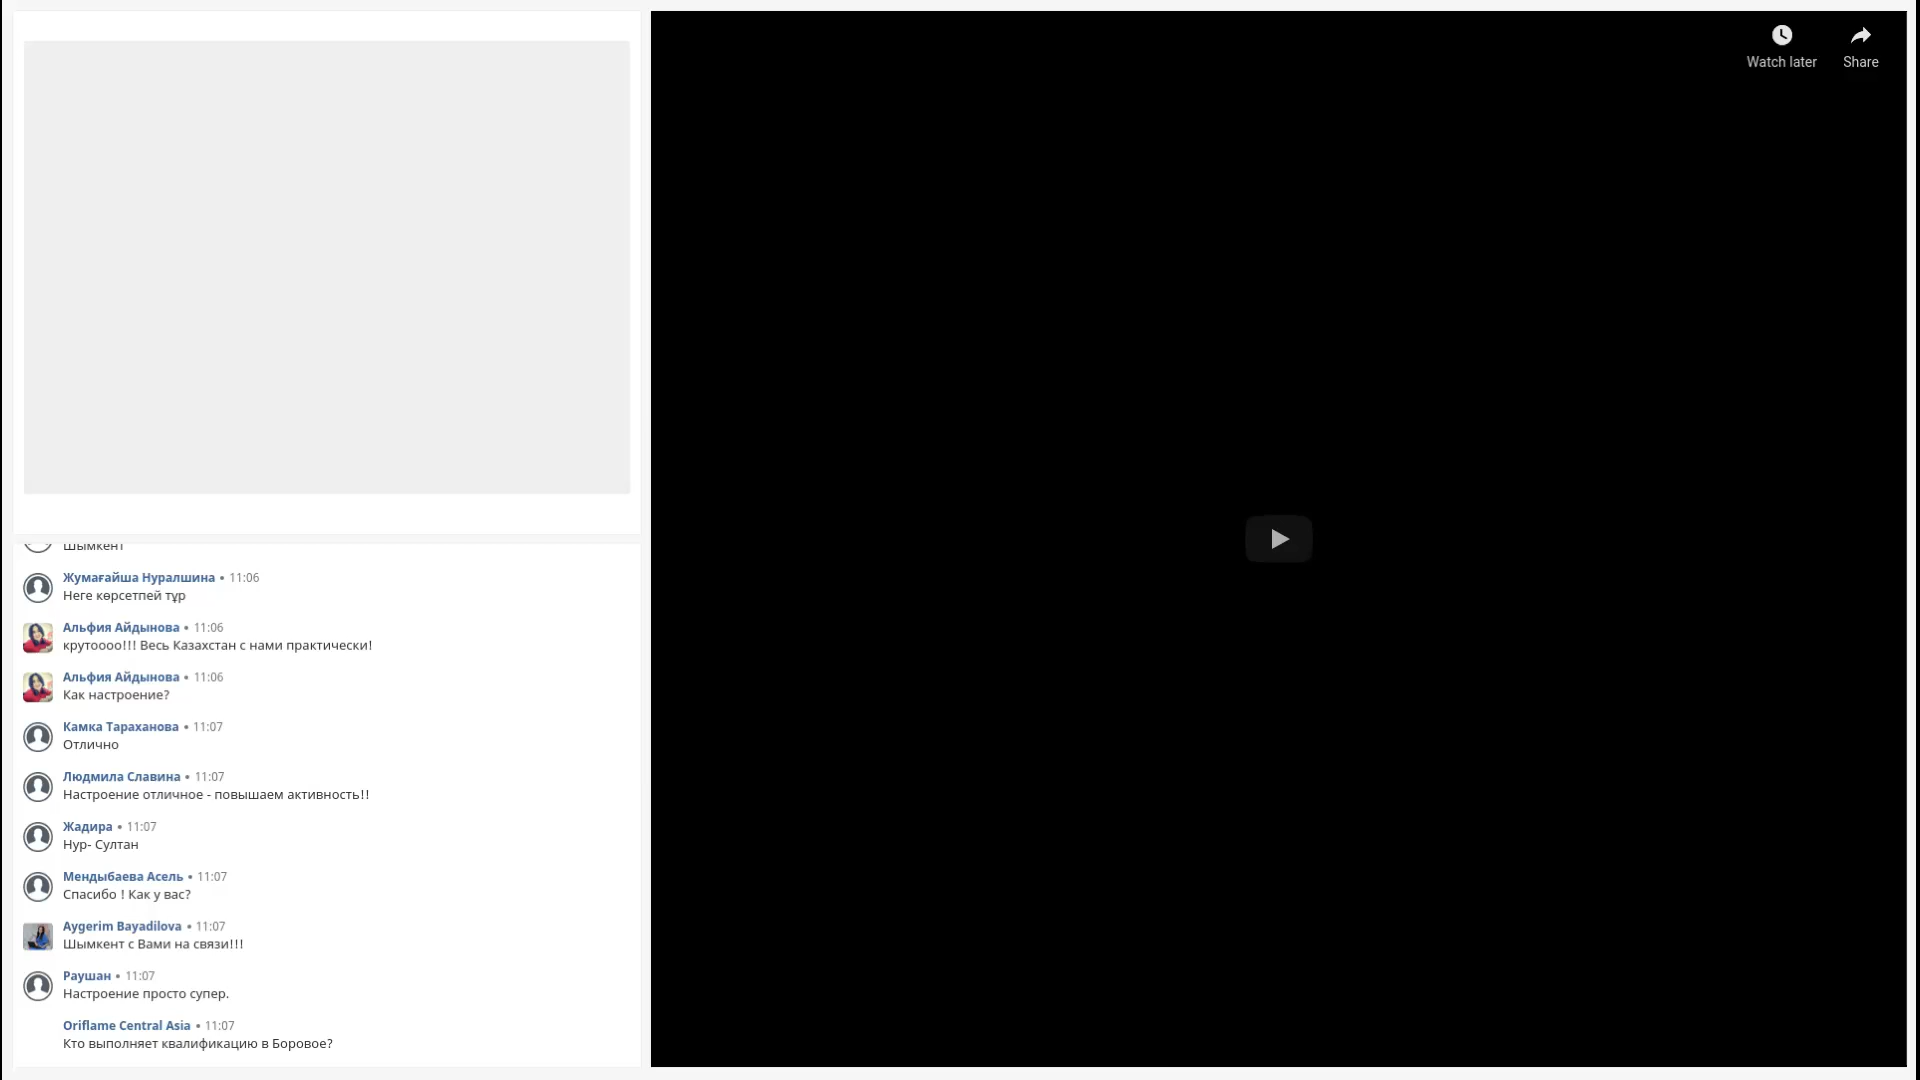 Watch later
Share
Шымкент
Жумағайша Нуралшина • 11:06
Неге көрсетпей тұр
Альфия Айдынова • 11:06
крутоооо!!! Весь Казахстан с нами практически!
Альфия Айдынова • 11:06
Как настроение?
Камка Тараханова • 11:07
Отлично
Людмила Славина • 11:07
Настроение отличное - повышаем активность!!
Жадира • 11:07
Нур- Султан
Мендыбаева Асель • 11:07
Спасибо ! Как у вас?
Aygerim Bayadilova • 11:07
Шымкент с Вами на связи!!!
Раушан • 11:07
Настроение просто супер.
Oriflame Central Asia • 11:07
Кто выполняет квалификацию в Боровое?